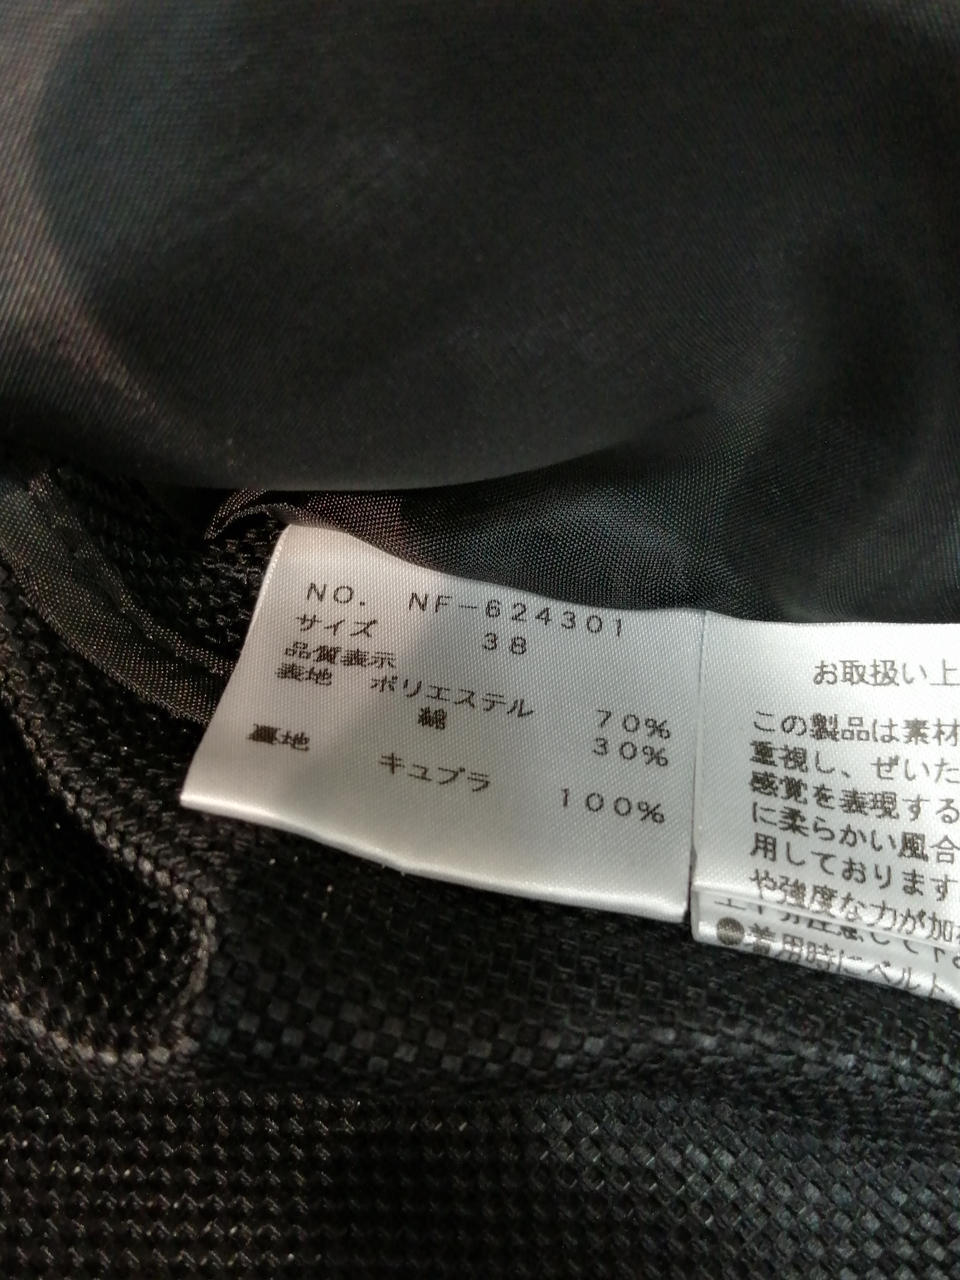 NO. NF-624301
サイズ 38
品質表示
表地 ポリエステル 70%
綿 30%
裏地 キュプラ 100%
お取扱い上
この製品は素材
重視し、ぜいた
感覚を表現する
に柔らかい風合
用しております
や強度な力が加
●着用時にベルト